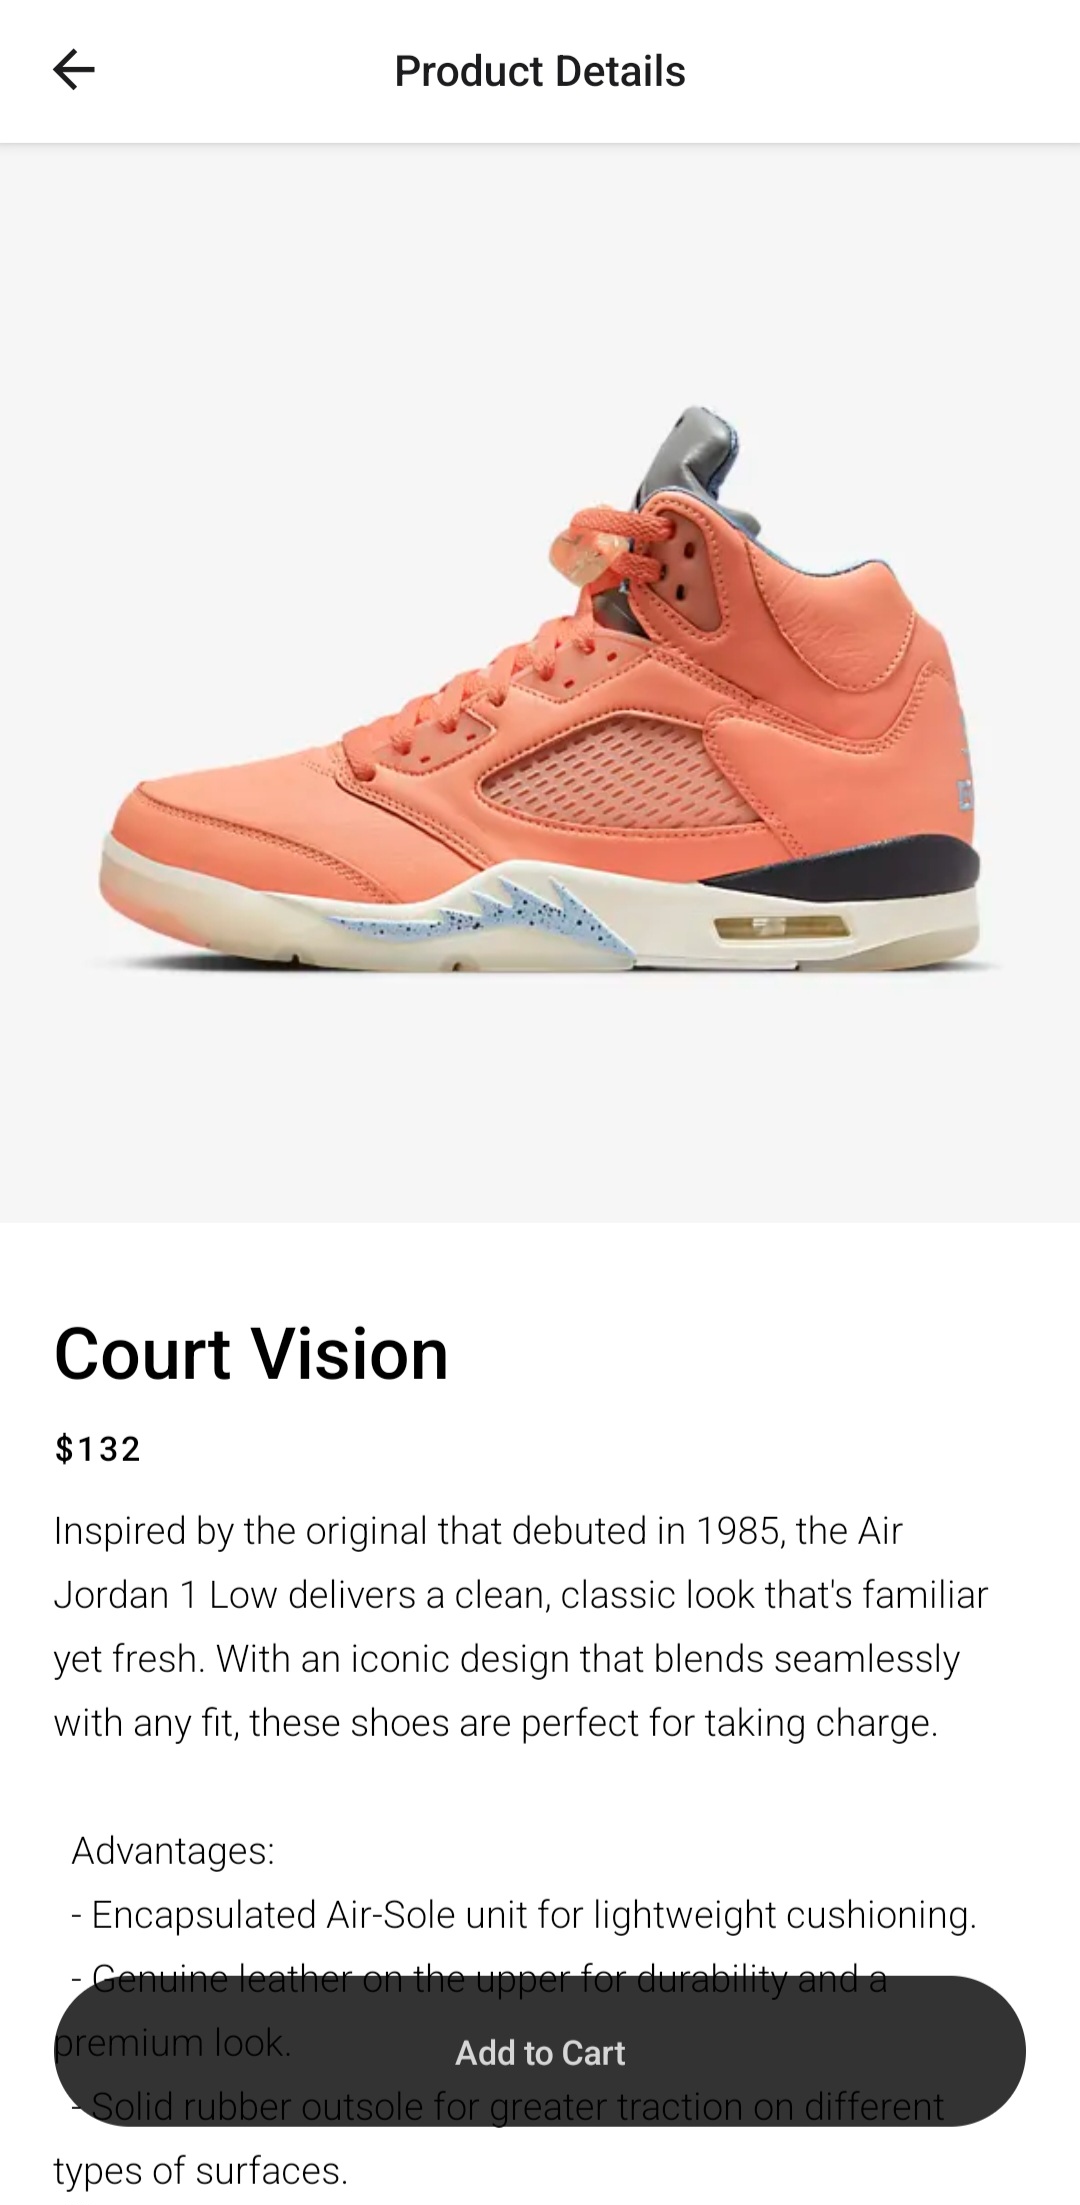 Product Details
Court Vision
$132
Inspired by the original that debuted in 1985, the Air
Jordan 1 Low delivers a clean, classic look that's familiar
yet fresh. With an iconic design that blends seamlessly
with any fit, these shoes are perfect for taking charge.
Advantages:
- Encapsulated Air-Sole unit for lightweight cushioning.
- Genuine leather on the upper for durability and a
premium look.
Add to Cart
- Solid rubber outsole for greater traction on different
types of surfaces.